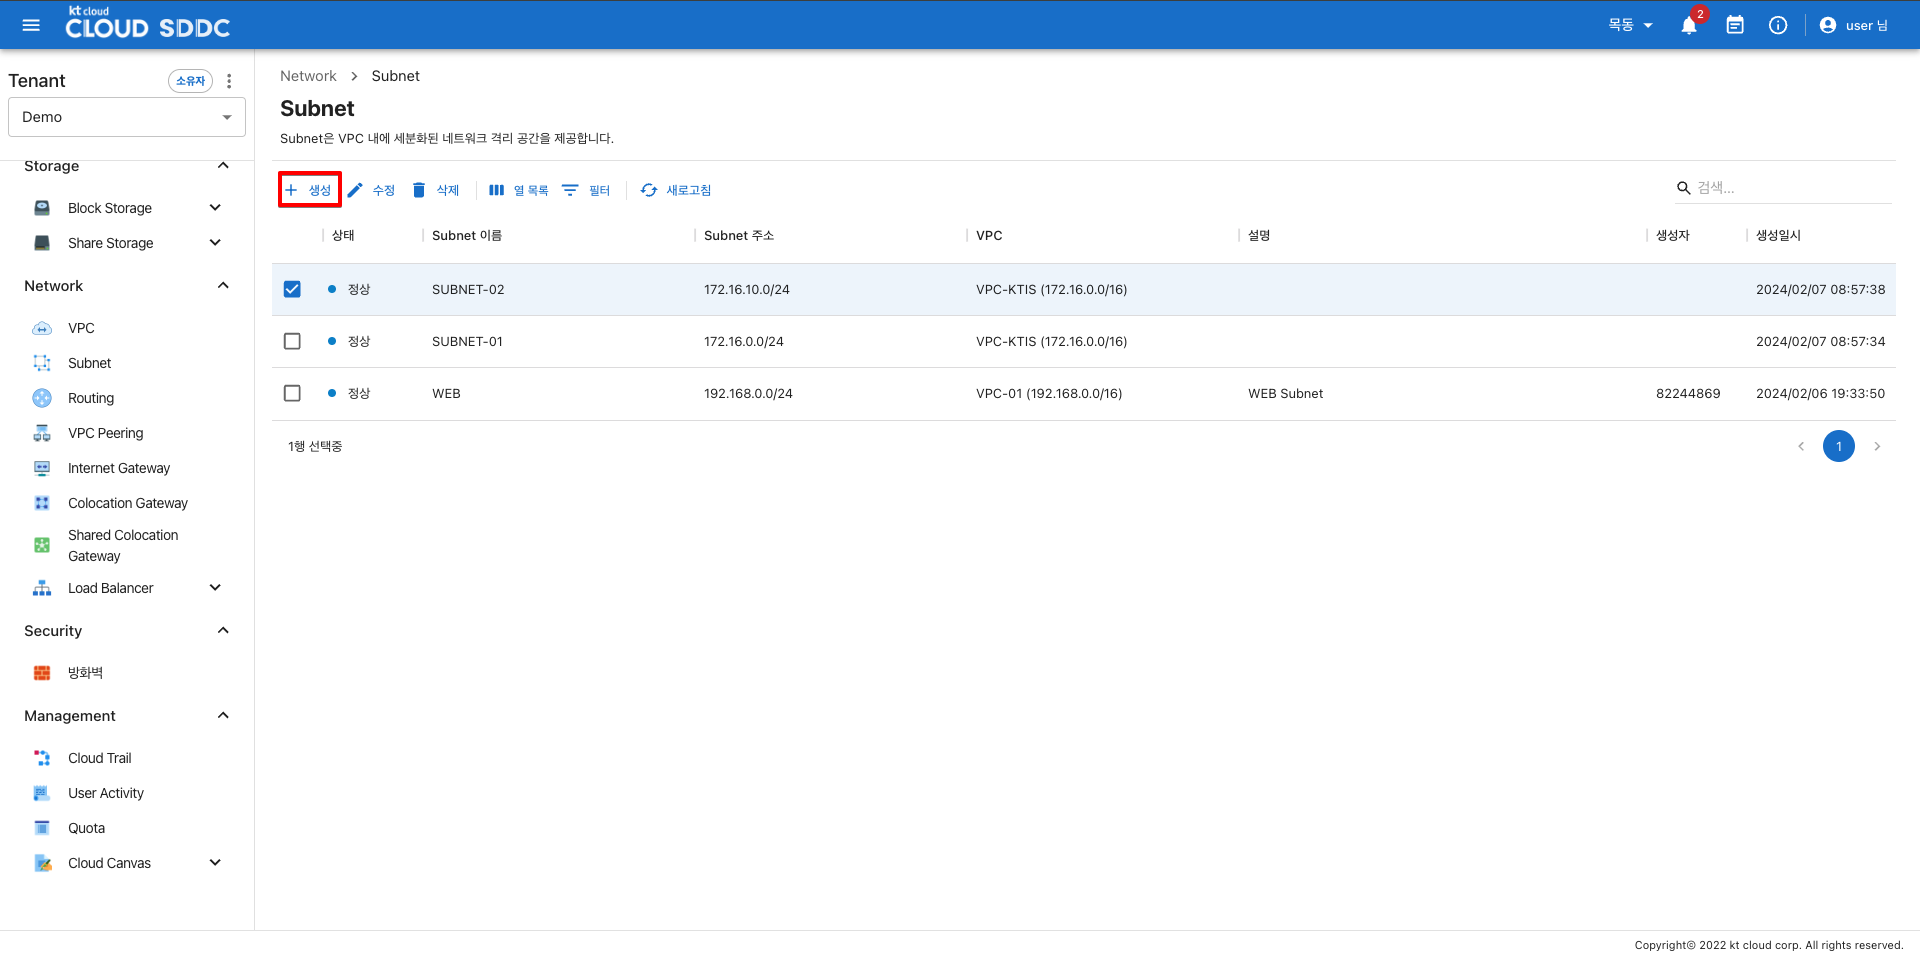 kt cloud
CLOUD SDDC
목동
2
user 님
Tenant
소유자
Demo
Storage
Block Storage
Share Storage
Network
VPC
Subnet
Routing
VPC Peering
Internet Gateway
Colocation Gateway
Shared Colocation
Gateway
Load Balancer
Security
방화벽
Management
Cloud Trail
User Activity
Quota
Cloud Canvas
Network > Subnet
Subnet
Subnet은 VPC 내에 세분화된 네트워크 격리 공간을 제공합니다.
생성 수정 삭제 열 목록 필터 새로고침 검색...
상태 Subnet 이름 Subnet 주소 VPC 설명 생성자 생성일시
정상 SUBNET-02 172.16.10.0/24 VPC-KTIS (172.16.0.0/16) 2024/02/07 08:57:38
정상 SUBNET-01 172.16.0.0/24 VPC-KTIS (172.16.0.0/16) 2024/02/07 08:57:34
정상 WEB 192.168.0.0/24 VPC-01 (192.168.0.0/16) WEB Subnet 82244869 2024/02/06 19:33:50
1행 선택중 1
Copyright© 2022 kt cloud corp. All rights reserved.